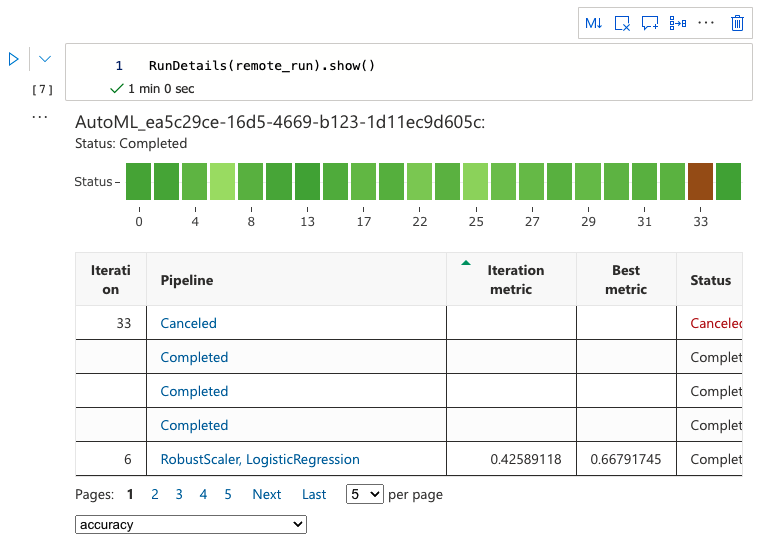 M↓
1 RunDetails(remote_run).show()
[7]
1 min 0 sec
AutoML_ea5c29ce-16d5-4669-b123-1d11ec9d605c:
Status: Completed
Status
0 4 8 13 17 22 25 27 29 31 33
Iterati
on
Pipeline
Iteration
metric
Best
metric
Status
33 Canceled Canceled
Completed Complet
Completed Complet
Completed Complet
6 RobustScaler, LogisticRegression 0.42589118 0.66791745 Complet
Pages: 1 2 3 4 5 Next Last 5 per page
accuracy